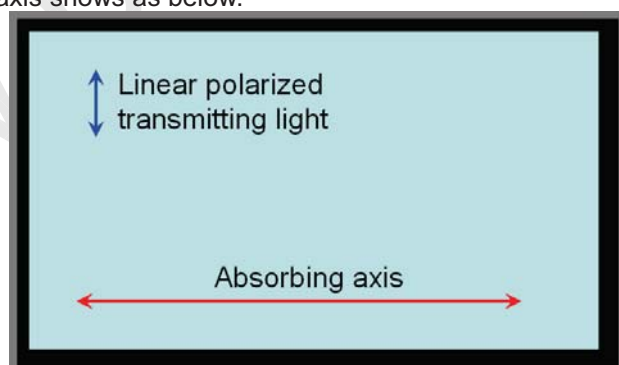 axis shows as below.
Linear polarized
transmitting light
Absorbing axis